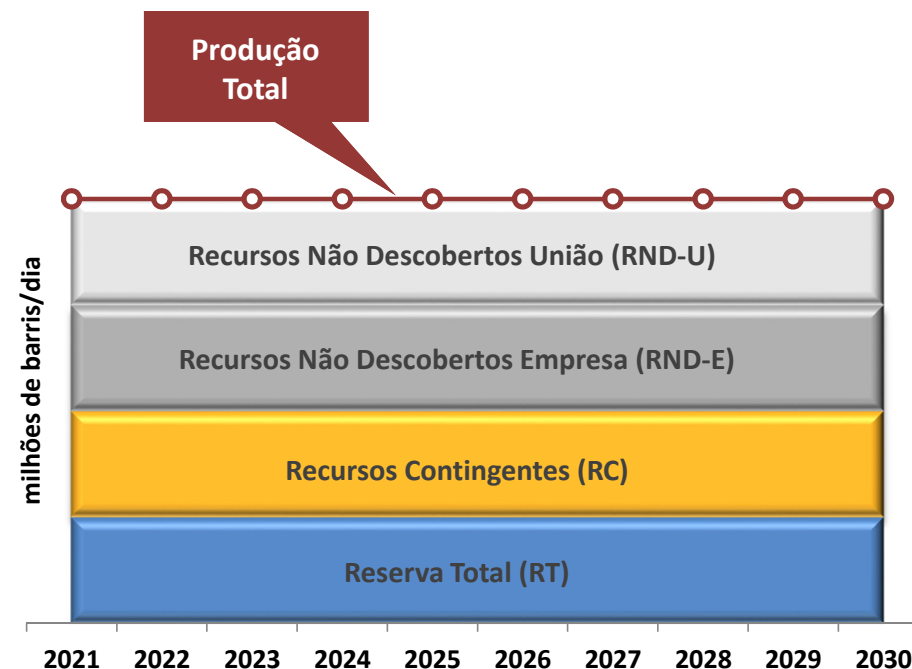 Produção
Total
milhões de barris/dia
Recursos Não Descobertos União (RND-U)
Recursos Não Descobertos Empresa (RND-E)
Recursos Contingentes (RC)
Reserva Total (RT)
2021 2022 2023 2024 2025 2026 2027 2028 2029 2030